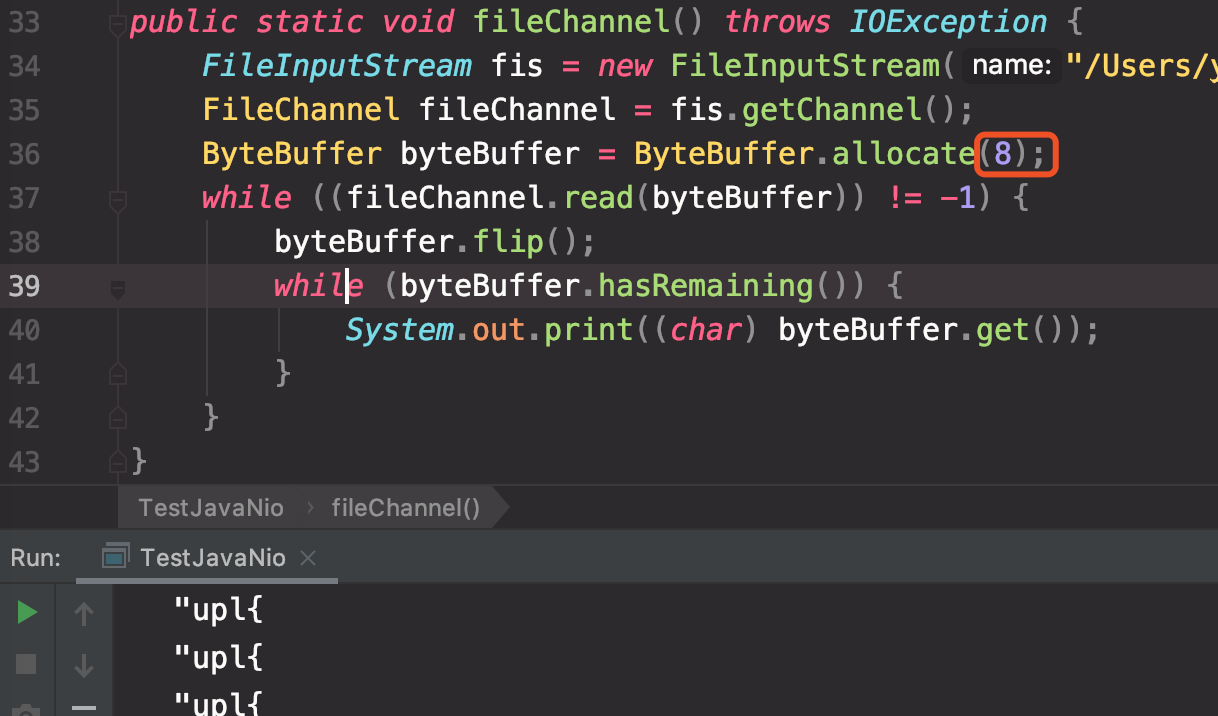 33 public static void fileChannel() throws IOException {
34 FileInputStream fis = new FileInputStream( name: "/Users/y
35 FileChannel fileChannel = fis.getChannel();
36 ByteBuffer byteBuffer = ByteBuffer.allocate(8);
37 while ((fileChannel.read(byteBuffer)) != -1) {
38 byteBuffer.flip();
39 while (byteBuffer.hasRemaining()) {
40 System.out.print((char) byteBuffer.get());
41 }
42 }
43 }
TestJavaNio › fileChannel()
Run: TestJavaNio ×
"upl{
"upl{
"upl{